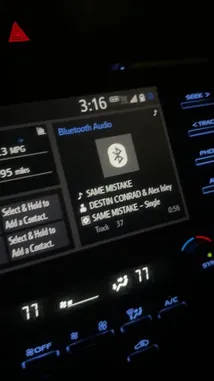 3:16
SEEK >
Bluetooth Audio
.3 MPG
95 miles
< TRACK
SAME MISTAKE
DESTIN CONRAD & Alex Isley
SAME MISTAKE - Single
Track 37
0:56
Select & Hold to
Add a Contact.
Select & Hold to
Add a Contact.
77
77
OFF
A/C